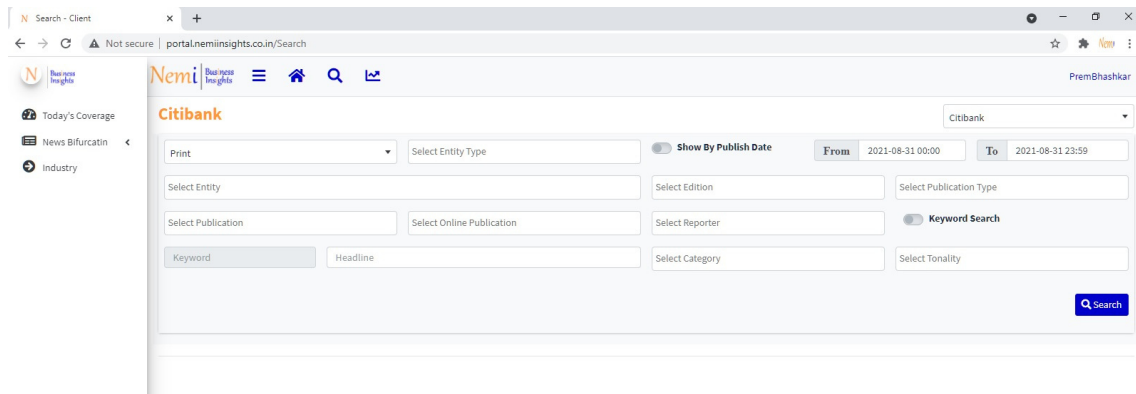 N Search - Client
Not secure | portal.nemiinsights.co.in/Search
Nemi
N Business Insights
Nemi Business Insights
PremBhashkar
Today's Coverage
News Bifurcatin
Industry
Citibank
Citibank
Print
Select Entity Type
Show By Publish Date
From 2021-08-31 00:00
To 2021-08-31 23:59
Select Entity
Select Edition
Select Publication Type
Select Publication
Select Online Publication
Select Reporter
Keyword Search
Keyword
Headline
Select Category
Select Tonality
Search